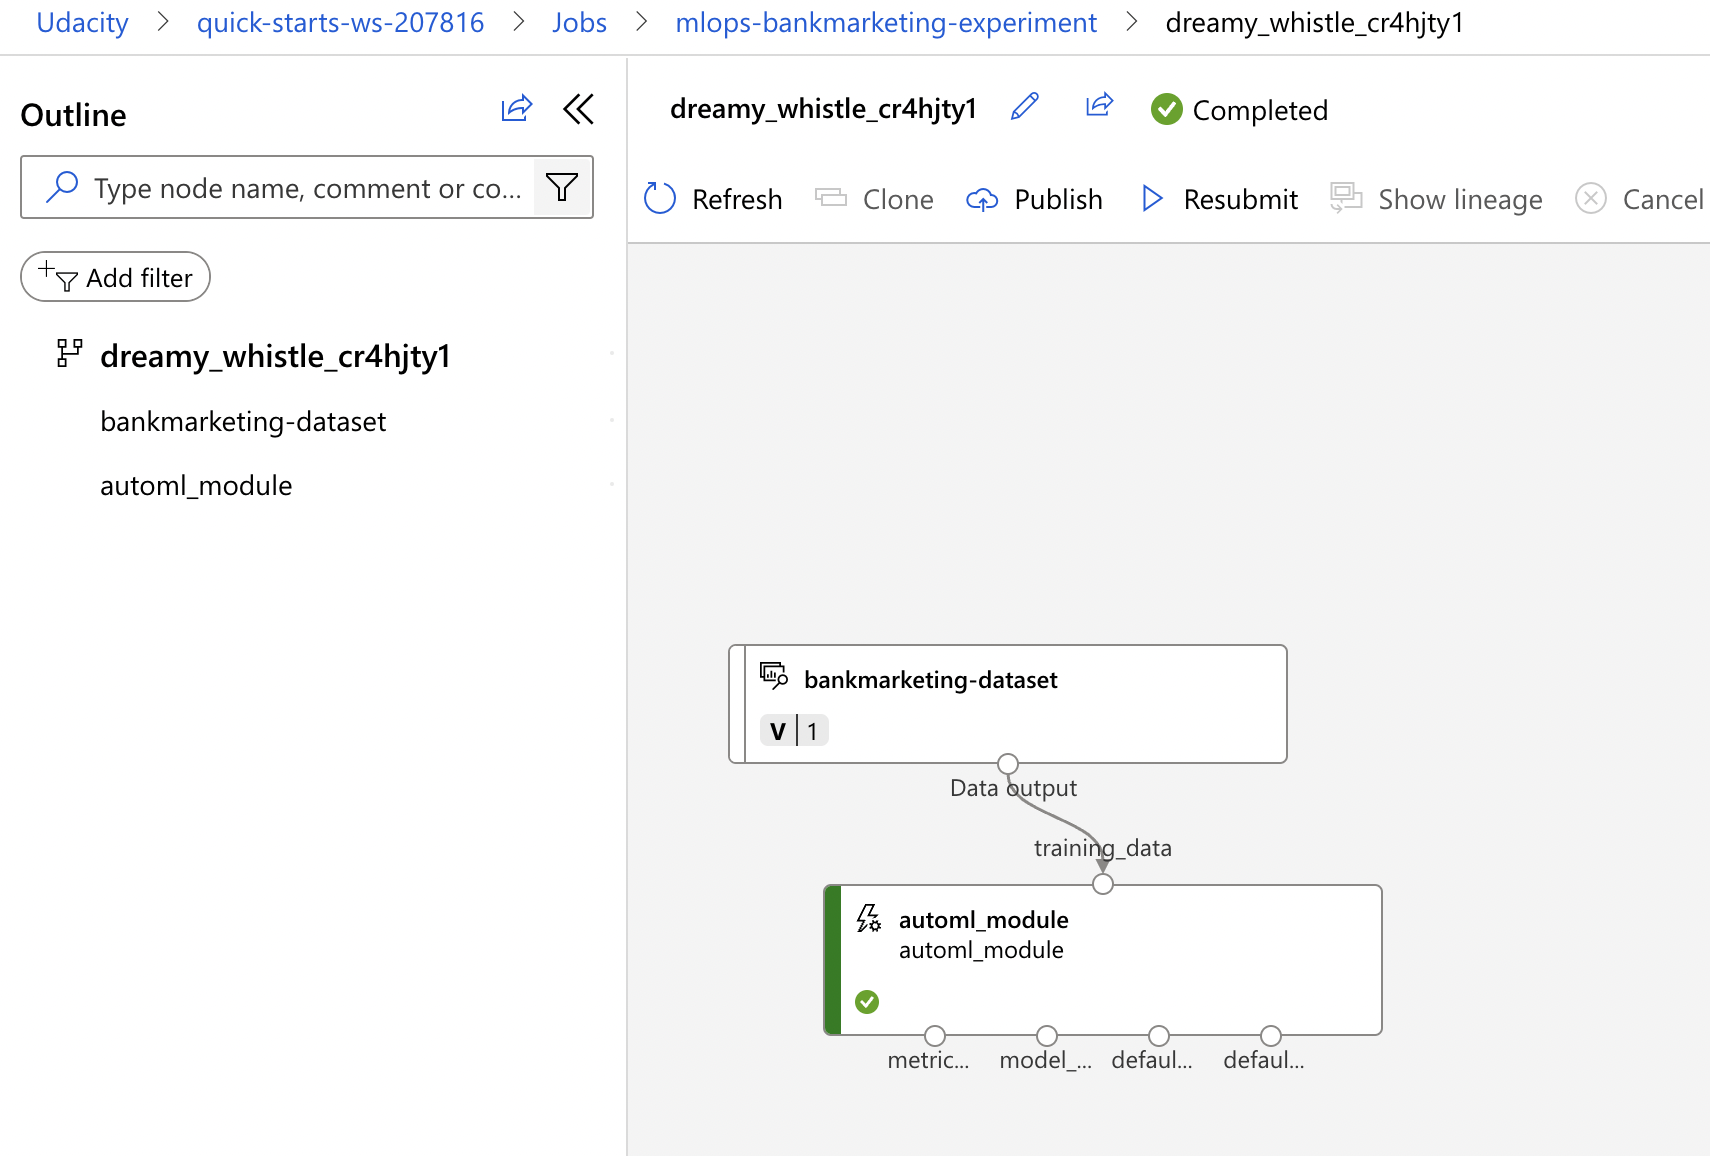 Udacity > quick-starts-ws-207816 > Jobs > mlops-bankmarketing-experiment > dreamy_whistle_cr4hjty1
Outline
Type node name, comment or co...
Add filter
dreamy_whistle_cr4hjty1
bankmarketing-dataset
automl_module
dreamy_whistle_cr4hjty1 Completed
Refresh Clone Publish Resubmit Show lineage Cancel
bankmarketing-dataset
V 1
Data output
training_data
automl_module
automl_module
metric... model_... defaul... defaul...